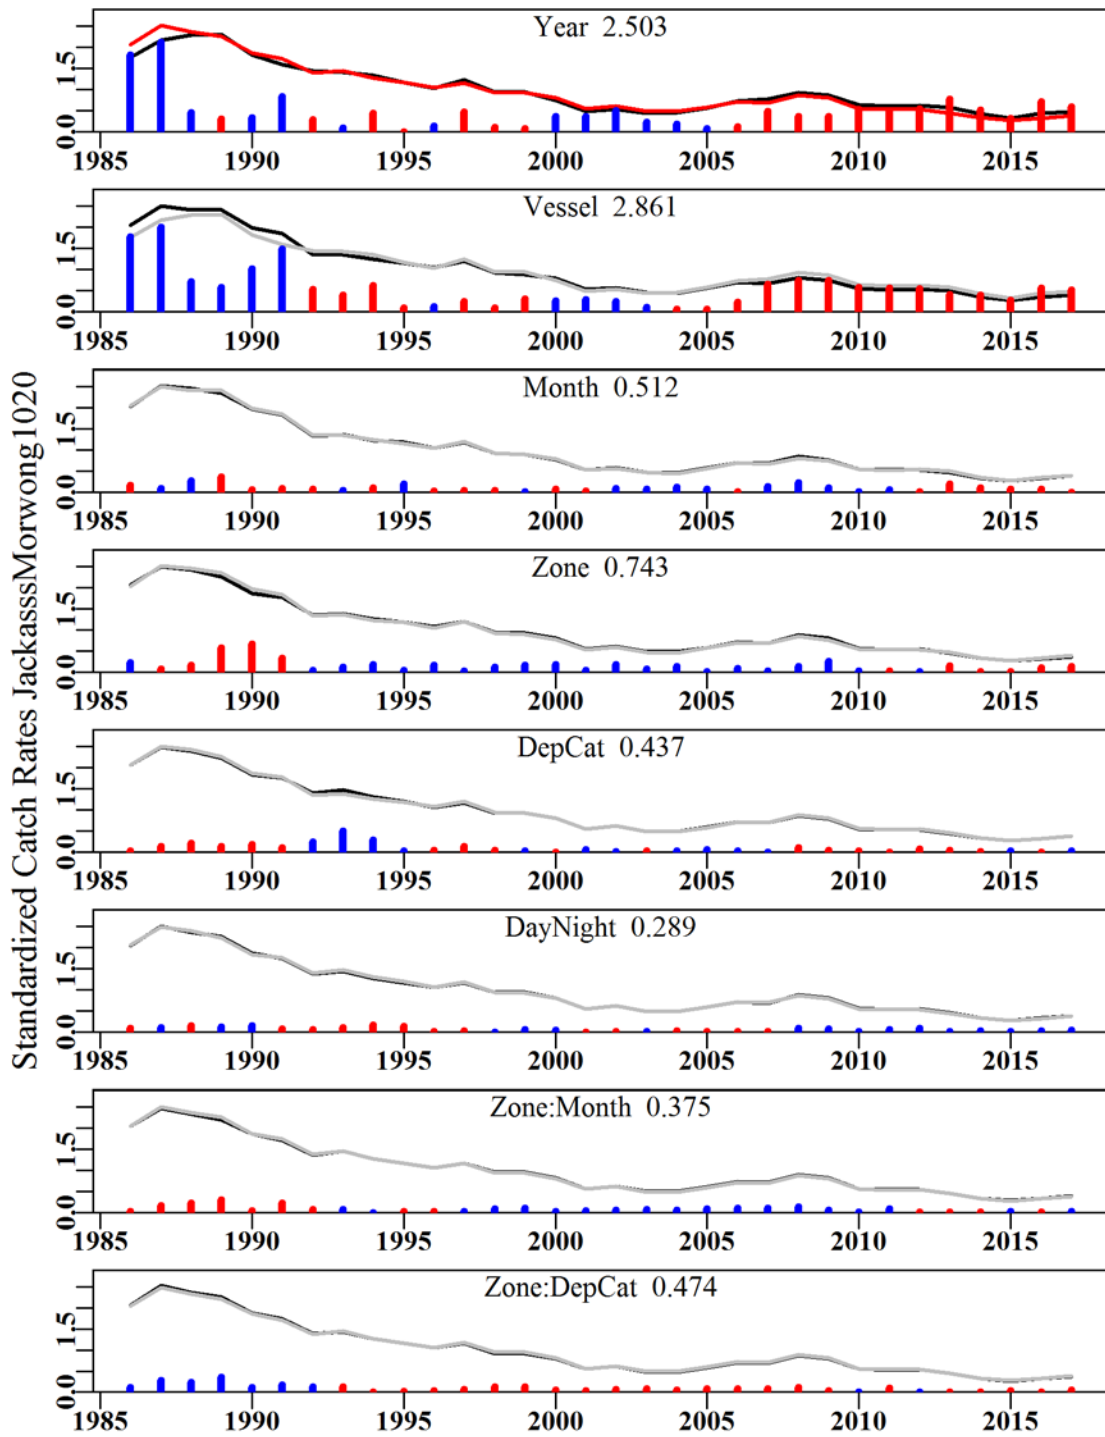 Standardized Catch Rates JackasssMorwong1020
Year 2.503
0.0 1.5
1985 1990 1995 2000 2005 2010 2015
Vessel 2.861
0.0 1.5
1985 1990 1995 2000 2005 2010 2015
Month 0.512
0.0 1.5
1985 1990 1995 2000 2005 2010 2015
Zone 0.743
0.0 1.5
1985 1990 1995 2000 2005 2010 2015
DepCat 0.437
0.0 1.5
1985 1990 1995 2000 2005 2010 2015
DayNight 0.289
0.0 1.5
1985 1990 1995 2000 2005 2010 2015
Zone:Month 0.375
0.0 1.5
1985 1990 1995 2000 2005 2010 2015
Zone:DepCat 0.474
0.0 1.5
1985 1990 1995 2000 2005 2010 2015